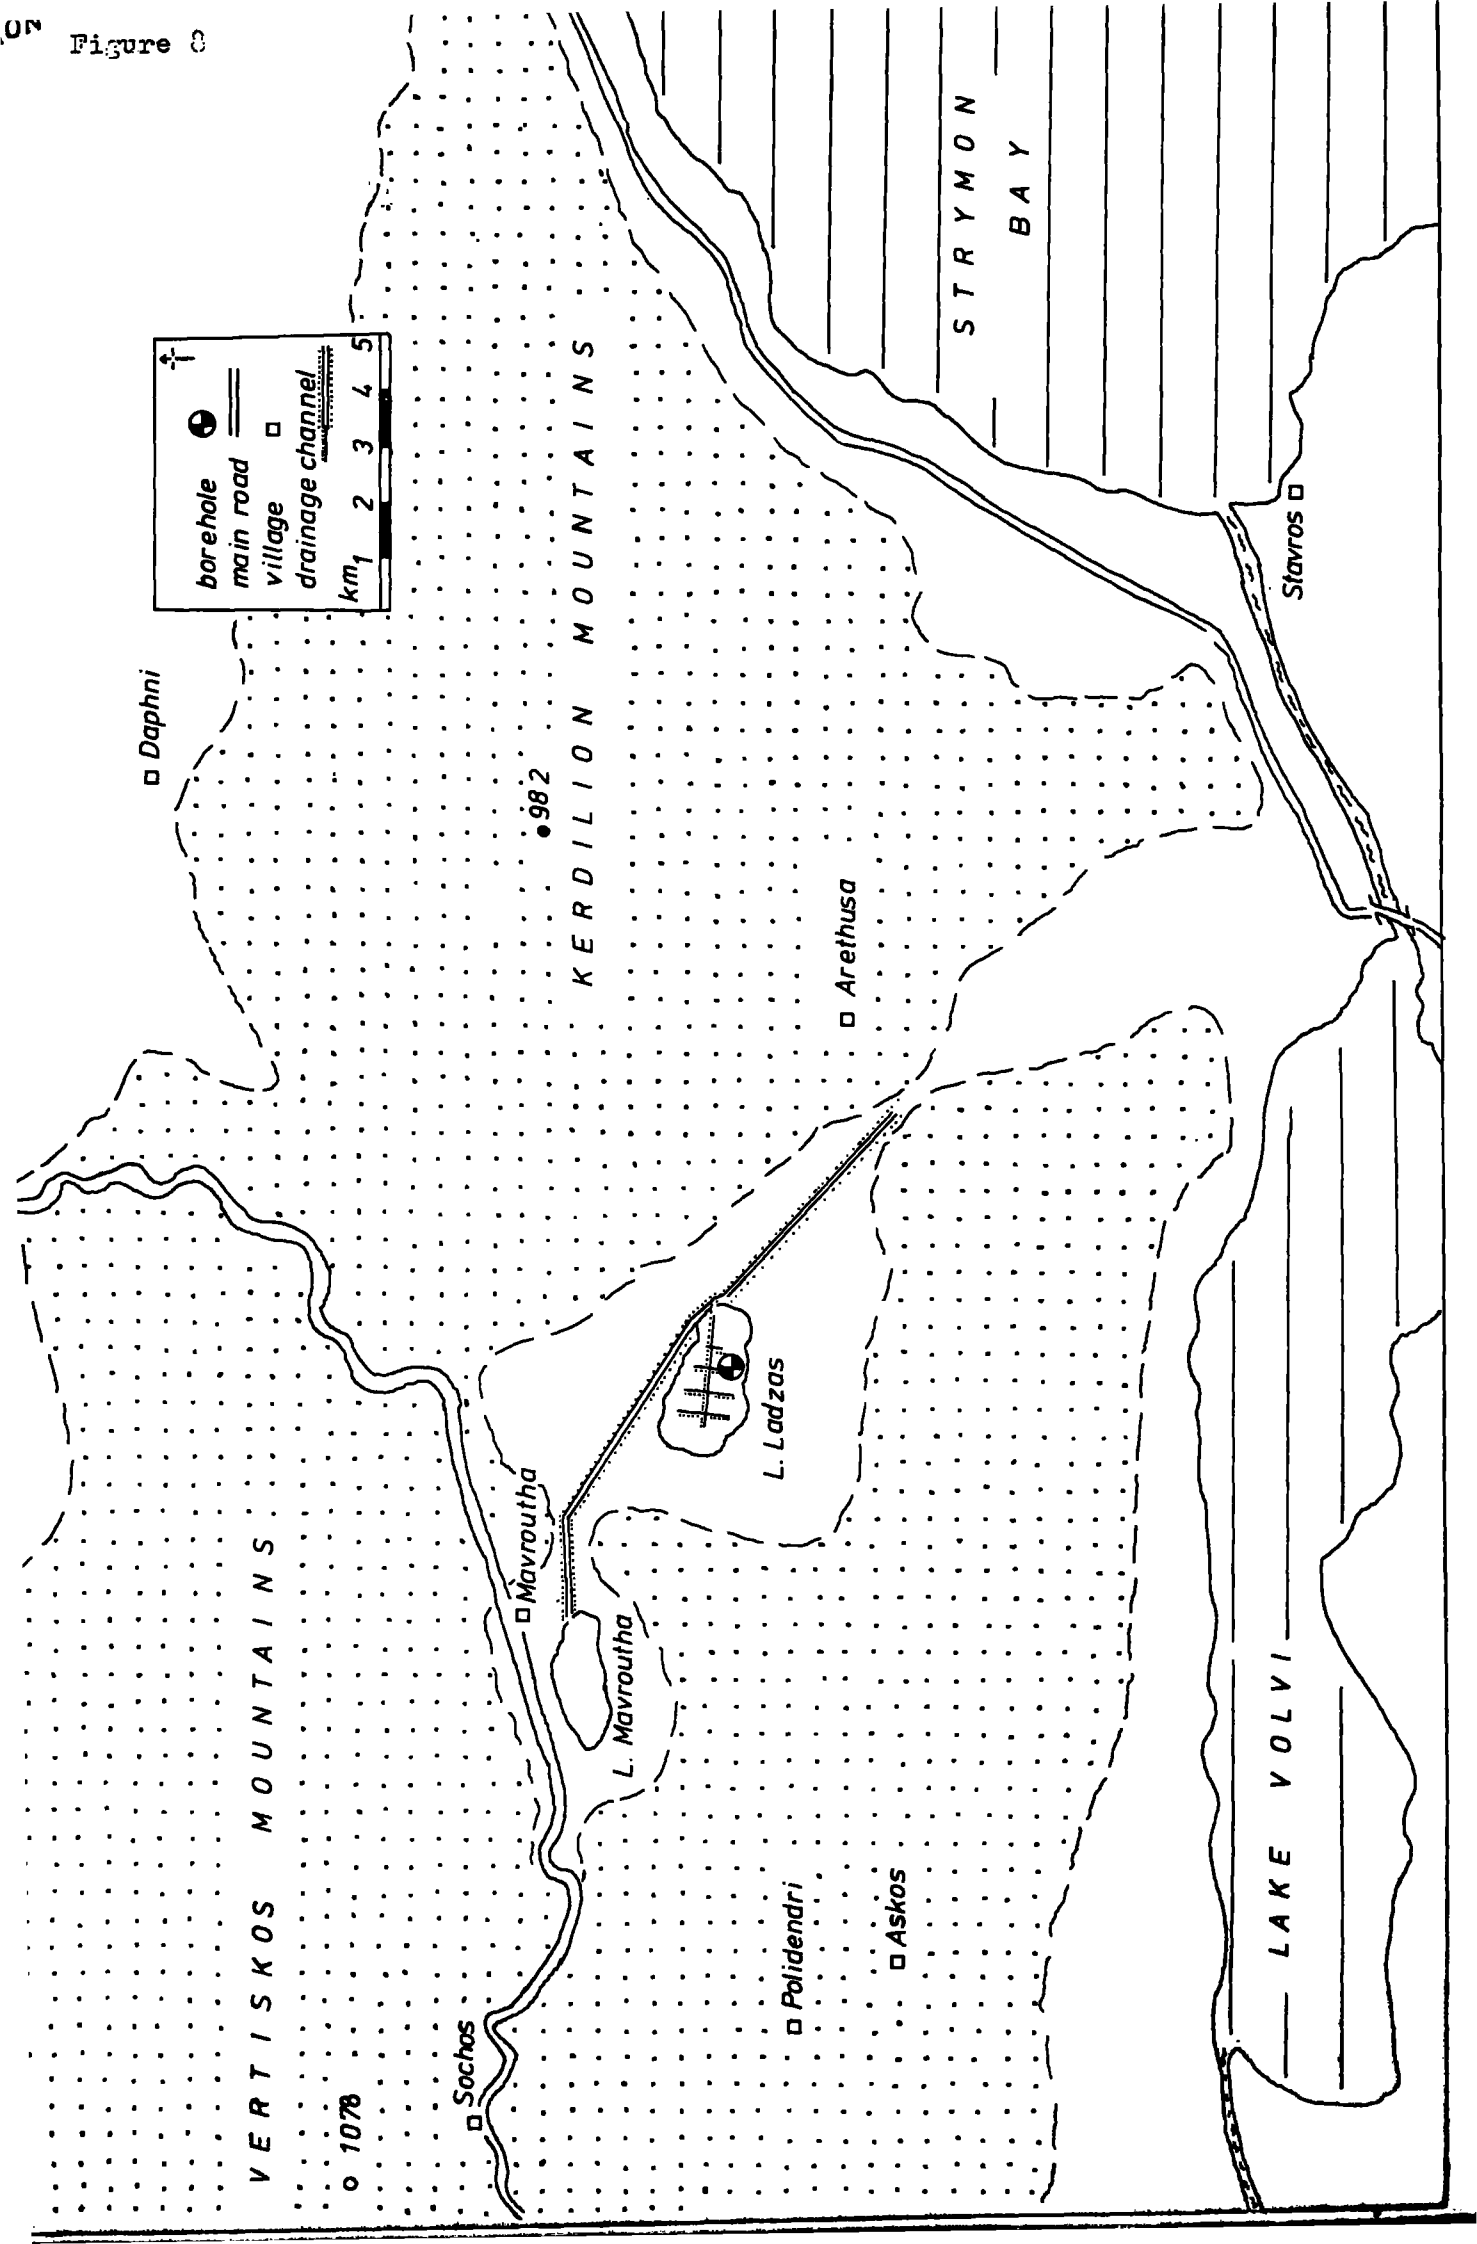 Figure 8
borehole
main road
village
drainage channel
km 1 2 3 4 5
Daphni
VERTISKOS MOUNTAINS
1078
Sochos
Mavroutha
L. Mavroutha
982
KERDILION MOUNTAINS
Arethusa
L. Ladzas
Polidendri
Askos
STRYMON
BAY
Stavros
LAKE VOLVI